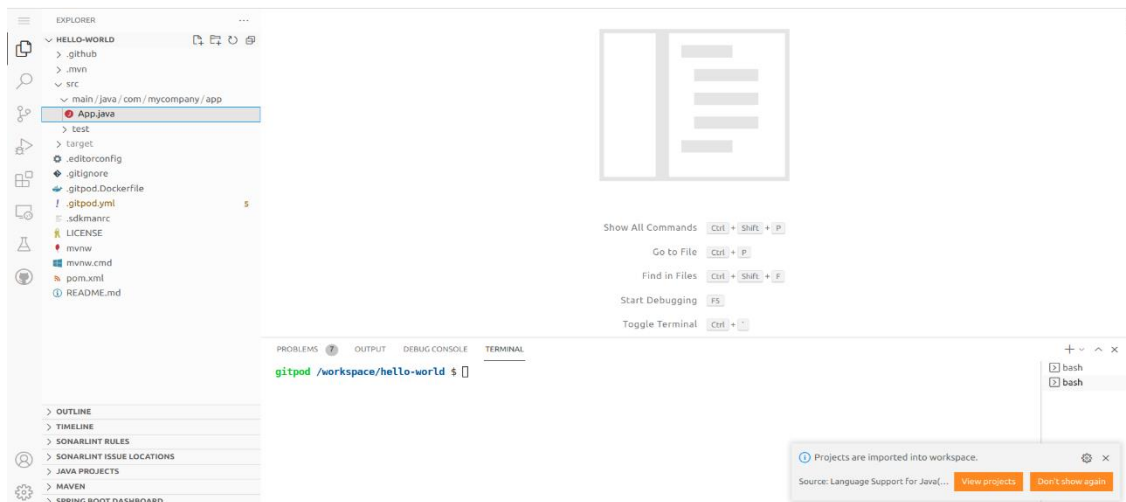 EXPLORER
HELLO-WORLD
.github
.mvn
src
main/java/com/mycompany/app
App.java
test
target
.editorconfig
.gitignore
.gitpod.Dockerfile
.gitpod.yml S
.sdkmanrc
LICENSE
mvnw
mvnw.cmd
pom.xml
README.md
OUTLINE
TIMELINE
SONARLINT RULES
SONARLINT ISSUE LOCATIONS
JAVA PROJECTS
MAVEN
SPRING BOOT DASHBOARD
Show All Commands Ctrl + Shift + P
Go to File Ctrl + P
Find in Files Ctrl + Shift + F
Start Debugging F5
Toggle Terminal Ctrl + `
PROBLEMS 7 OUTPUT DEBUG CONSOLE TERMINAL
gitpod /workspace/hello-world $
bash
bash
Projects are imported into workspace.
Source: Language Support for Java(... View projects Don't show again